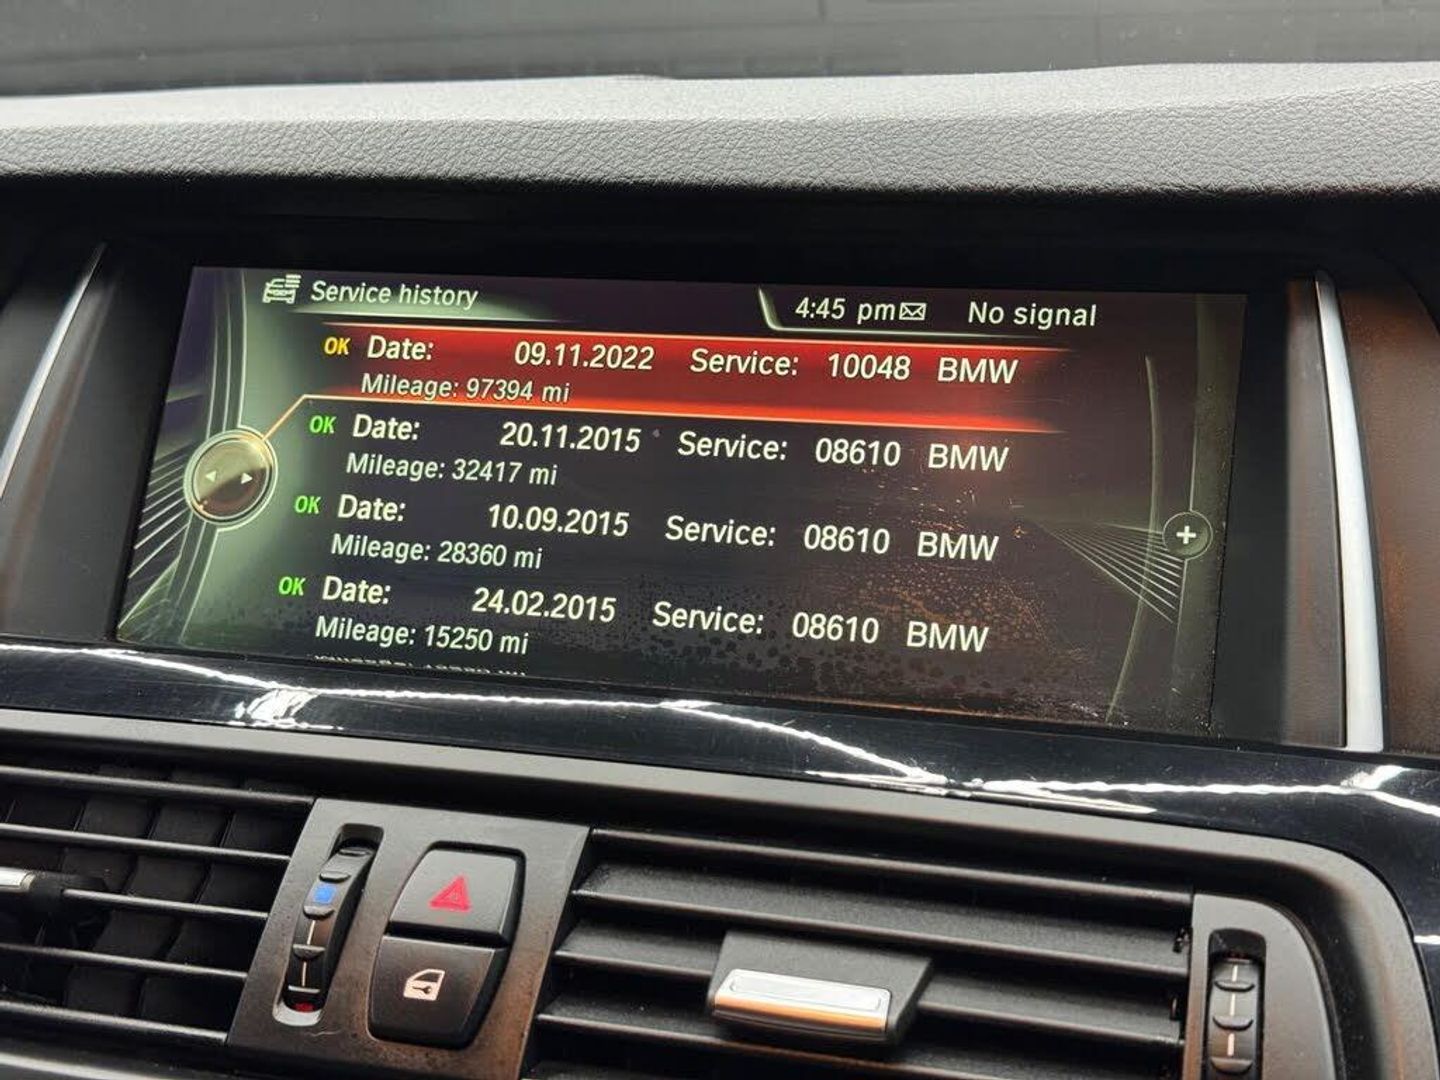 Service history 4:45 pm No signal
OK Date: 09.11.2022 Service: 10048 BMW
Mileage: 97394 mi
OK Date: 20.11.2015 Service: 08610 BMW
Mileage: 32417 mi
OK Date: 10.09.2015 Service: 08610 BMW
Mileage: 28360 mi
OK Date: 24.02.2015 Service: 08610 BMW
Mileage: 15250 mi